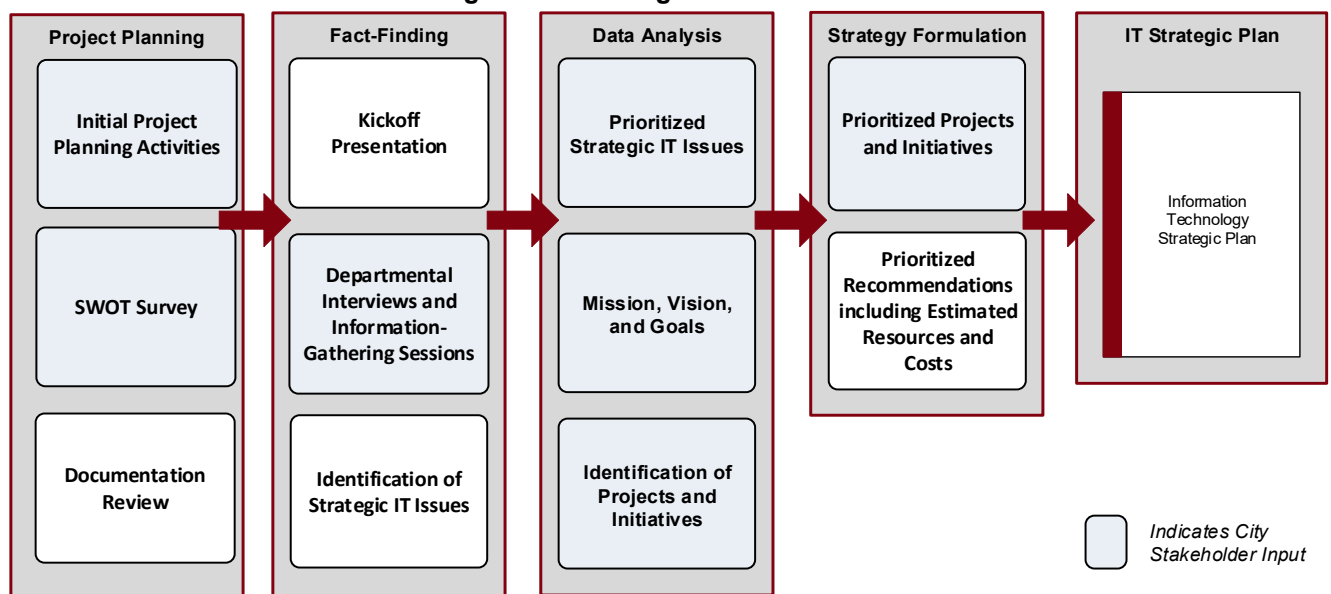 Project Planning
Initial Project
Planning Activities
SWOT Survey
Documentation
Review
Fact-Finding
Kickoff
Presentation
Departmental
Interviews and
Information-
Gathering Sessions
Identification of
Strategic IT Issues
Data Analysis
Prioritized
Strategic IT Issues
Mission, Vision,
and Goals
Identification of
Projects and
Initiatives
Strategy Formulation
Prioritized Projects
and Initiatives
Prioritized
Recommendations
including Estimated
Resources and
Costs
IT Strategic Plan
Information
Technology
Strategic Plan
Indicates City
Stakeholder Input